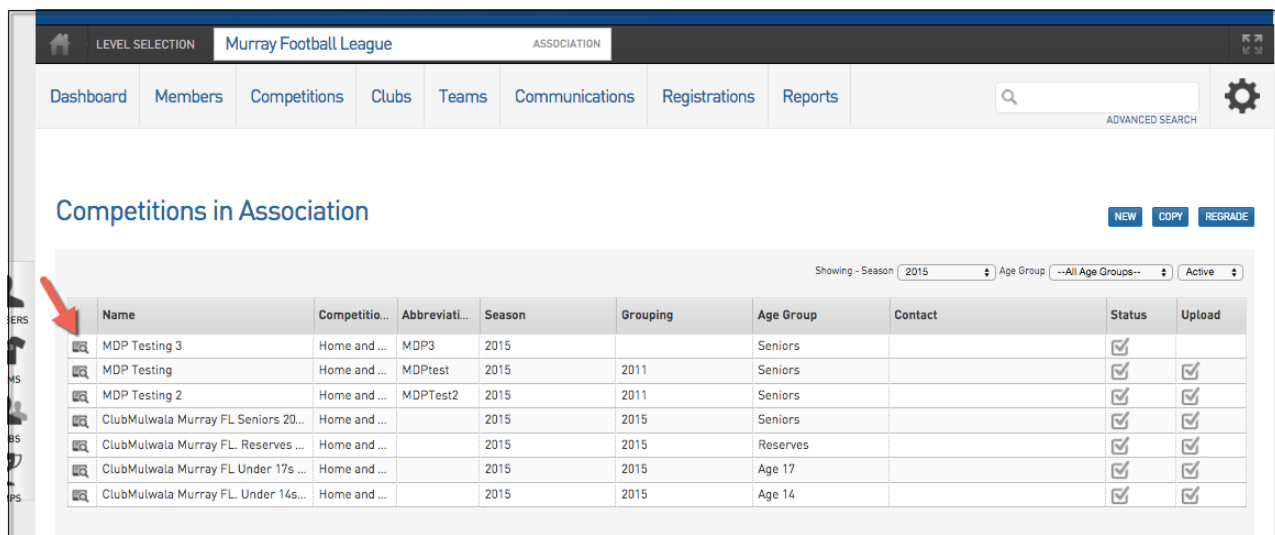 LEVEL SELECTION Murray Football League ASSOCIATION
Dashboard Members Competitions Clubs Teams Communications Registrations Reports
ADVANCED SEARCH
Competitions in Association
NEW COPY REGRADE
Showing - Season 2015 Age Group --All Age Groups-- Active
Name Competitio... Abbreviati... Season Grouping Age Group Contact Status Upload
MDP Testing 3 Home and ... MDP3 2015 Seniors
MDP Testing Home and ... MDPtest 2015 2011 Seniors
MDP Testing 2 Home and ... MDPTest2 2015 2011 Seniors
ClubMulwala Murray FL Seniors 20... Home and ... 2015 2015 Seniors
ClubMulwala Murray FL. Reserves ... Home and ... 2015 2015 Reserves
ClubMulwala Murray FL Under 17s ... Home and ... 2015 2015 Age 17
ClubMulwala Murray FL. Under 14s... Home and ... 2015 2015 Age 14
ERS
MS
BS
PS